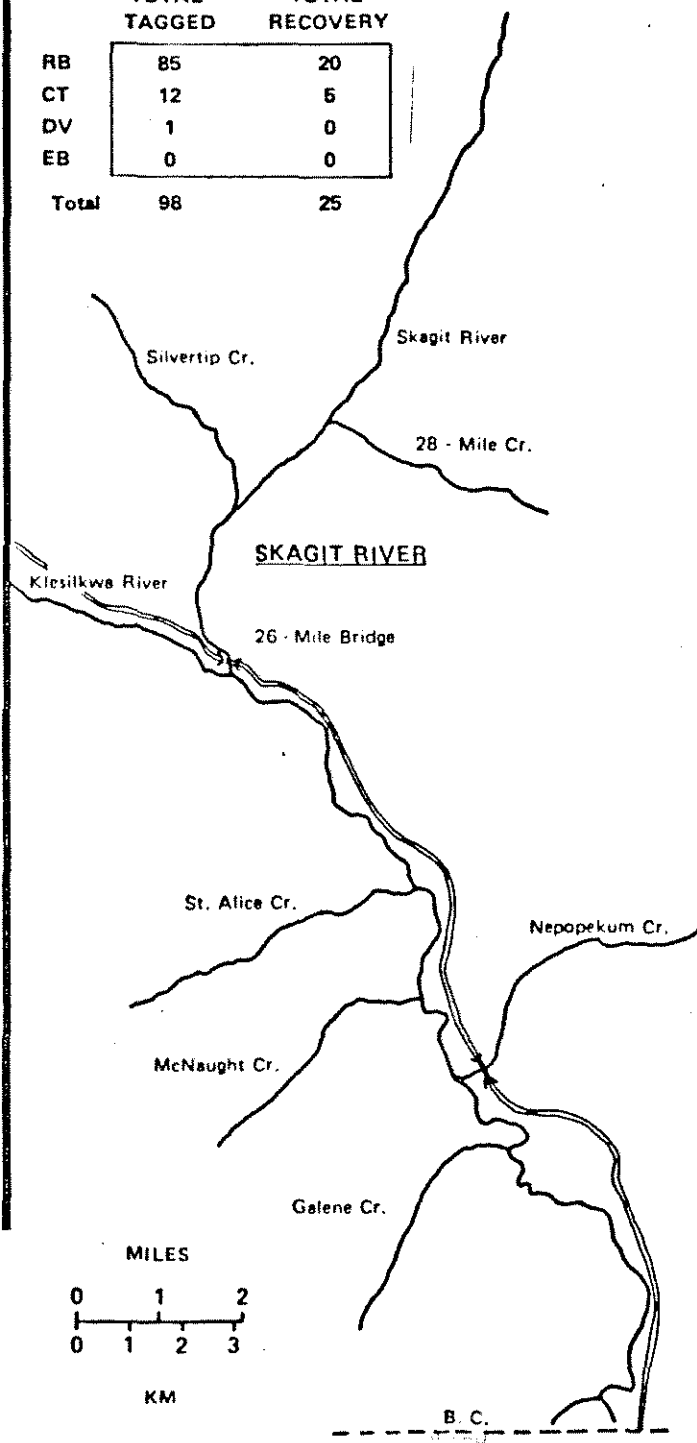 TAGGED RECOVERY
RB 85 20
CT 12 5
DV 1 0
EB 0 0
Total 98 25
Skagit River
Silvertip Cr.
28 - Mile Cr.
SKAGIT RIVER
Klesilkwa River
26 - Mile Bridge
St. Alice Cr.
Nepopekum Cr.
McNaught Cr.
Galene Cr.
MILES
0 1 2
0 1 2 3
KM
B. C.